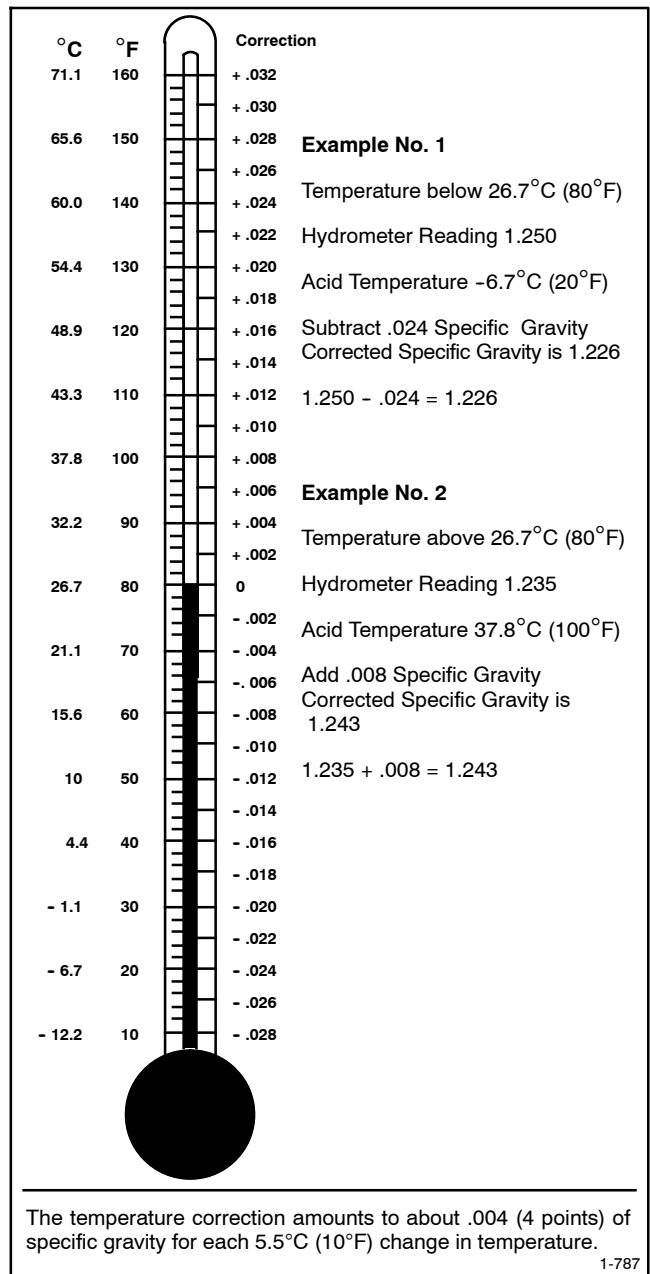 °C °F Correction
71.1 160 + .032
+ .030
65.6 150 + .028
+ .026
60.0 140 + .024
+ .022
54.4 130 + .020
+ .018
48.9 120 + .016
+ .014
43.3 110 + .012
+ .010
37.8 100 + .008
+ .006
32.2 90 + .004
+ .002
26.7 80 0
- .002
21.1 70 - .004
-. 006
15.6 60 - .008
- .010
10 50 - .012
- .014
4.4 40 - .016
- .018
- 1.1 30 - .020
- .022
- 6.7 20 - .024
- .026
- 12.2 10 - .028
Example No. 1
Temperature below 26.7°C (80°F)
Hydrometer Reading 1.250
Acid Temperature -6.7°C (20°F)
Subtract .024 Specific Gravity
Corrected Specific Gravity is 1.226
1.250 - .024 = 1.226
Example No. 2
Temperature above 26.7°C (80°F)
Hydrometer Reading 1.235
Acid Temperature 37.8°C (100°F)
Add .008 Specific Gravity
Corrected Specific Gravity is
1.243
1.235 + .008 = 1.243
The temperature correction amounts to about .004 (4 points) of
specific gravity for each 5.5°C (10°F) change in temperature.
1-787